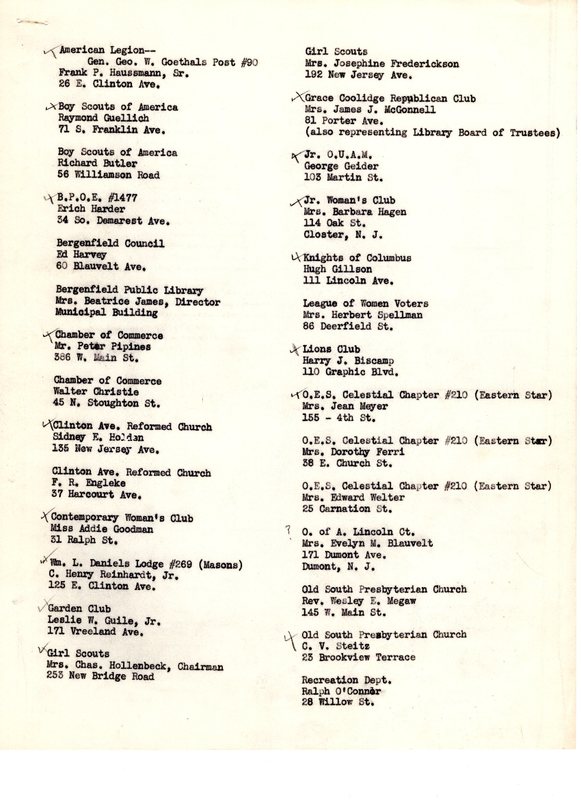 American Legion--
Gen. Geo. W. Goethals Post #90
Frank P. Haussmann, Sr.
26 E. Clinton Ave.
Boy Scouts of America
Raymond Guellich
71 S. Franklin Ave.
Boy Scouts of America
Richard Butler
56 Williamson Road
B.P.O.E. #1477
Erich Harder
34 So. Demarest Ave.
Bergenfield Council
Ed Harvey
60 Blauvelt Ave.
Bergenfield Public Library
Mrs. Beatrice James, Director
Municipal Building
Chamber of Commerce
Mr. Peter Pipines
386 W. Main St.
Chamber of Commerce
Walter Christie
45 N. Stoughton St.
Clinton Ave. Reformed Church
Sidney E. Holdan
135 New Jersey Ave.
Clinton Ave. Reformed Church
F. R. Engleke
37 Harcourt Ave.
Contemporary Woman's Club
Miss Addie Goodman
31 Ralph St.
Wm. L. Daniels Lodge #269 (Masons)
C. Henry Reinhardt, Jr.
125 E. Clinton Ave.
Garden Club
Leslie W. Guile, Jr.
171 Vreeland Ave.
Girl Scouts
Mrs. Chas. Hollenbeck, Chairman
253 New Bridge Road
Girl Scouts
Mrs. Josephine Frederickson
192 New Jersey Ave.
Grace Coolidge Republican Club
Mrs. James J. McGonnell
81 Porter Ave.
(also representing Library Board of Trustees)
Jr. O.U.A.M.
George Geider
103 Martin St.
Jr. Woman's Club
Mrs. Barbara Hagen
114 Oak St.
Closter, N. J.
Knights of Columbus
Hugh Gillson
111 Lincoln Ave.
League of Women Voters
Mrs. Herbert Spellman
86 Deerfield St.
Lions Club
Harry J. Biscamp
110 Graphic Blvd.
O.E.S. Celestial Chapter #210 (Eastern Star)
Mrs. Jean Meyer
155 - 4th St.
O.E.S. Celestial Chapter #210 (Eastern Star)
Mrs. Dorothy Ferri
38 E. Church St.
O.E.S. Celestial Chapter #210 (Eastern Star)
Mrs. Edward Welter
25 Carnation St.
? O. of A. Lincoln Ct.
Mrs. Evelyn M. Blauvelt
171 Dumont Ave.
Dumont, N. J.
Old South Presbyterian Church
Rev. Wesley E. Megaw
145 W. Main St.
Old South Presbyterian Church
C. V. Steitz
23 Brookview Terrace
Recreation Dept.
Ralph O'Connor
28 Willow St.